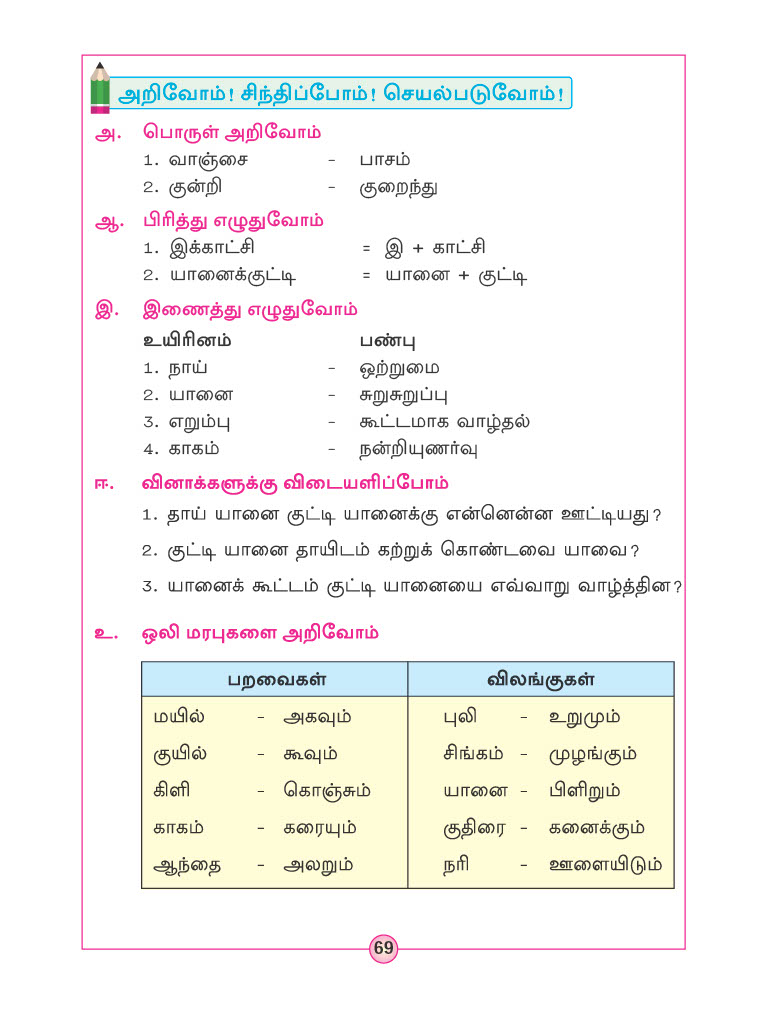 அறிவோம்! சிந்திப்போம்! செயல்படுவோம்!
அ. பொருள் அறிவோம்
1. வாஞ்சை - பாசம்
2. குன்றி - குறைந்து
ஆ. பிரித்து எழுதுவோம்
1. இக்காட்சி = இ + காட்சி
2. யானைக்குட்டி = யானை + குட்டி
இ. இணைத்து எழுதுவோம்
உயிரினம் பண்பு
1. நாய் - ஒற்றுமை
2. யானை - சுறுசுறுப்பு
3. எறும்பு - கூட்டமாக வாழ்தல்
4. காகம் - நன்றியுணர்வு
ஈ. வினாக்களுக்கு விடையளிப்போம்
1. தாய் யானை குட்டி யானைக்கு என்னென்ன ஊட்டியது?
2. குட்டி யானை தாயிடம் கற்றுக் கொண்டவை யாவை?
3. யானைக் கூட்டம் குட்டி யானையை எவ்வாறு வாழ்த்தின?
உ. ஒலி மரபுகளை அறிவோம்
பறவைகள் விலங்குகள்
மயில் - அகவும் புலி - உறுமும்
குயில் - கூவும் சிங்கம் - முழங்கும்
கிளி - கொஞ்சும் யானை - பிளிறும்
காகம் - கரையும் குதிரை - கனைக்கும்
ஆந்தை - அலறும் நரி - ஊளையிடும்
69